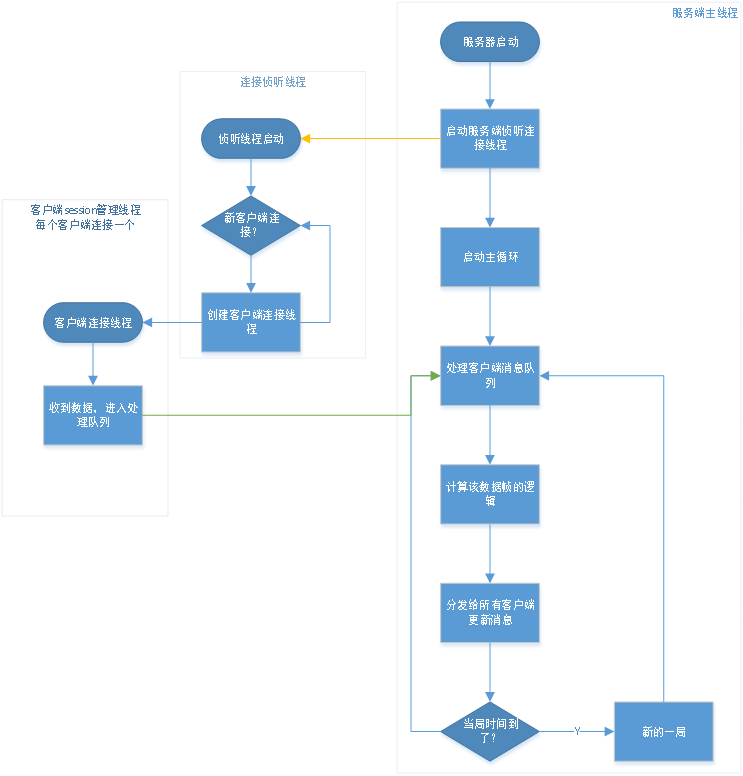 服务端主线程
服务器启动
启动服务端侦听连
接线程
启动主循环
处理客户端消息队
列
计算该数据帧的逻
辑
分发给所有客户端
更新消息
当局时间到
了?
Y
新的一局
连接侦听线程
侦听线程启动
新客户端连
接?
创建客户端连接线
程
客户端session管理线程
每个客户端连接一个
客户端连接线程
收到数据，进入处
理队列